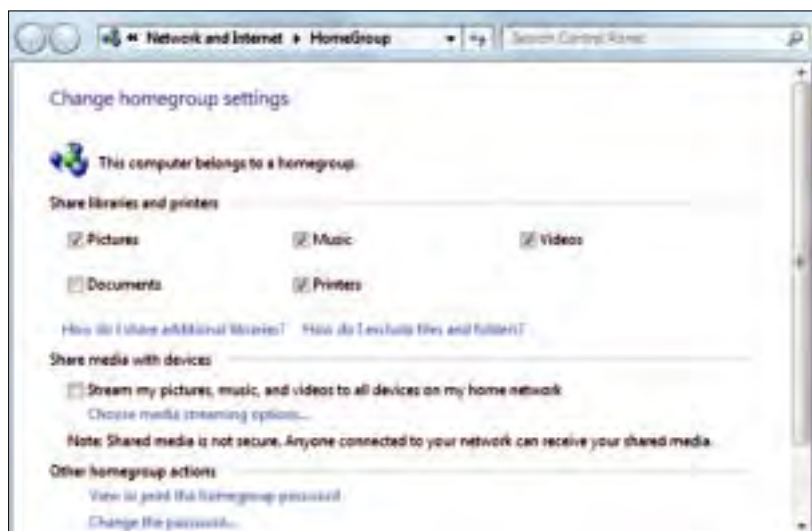 « Network and Internet ▸ HomeGroup Search Control Panel
Change homegroup settings
This computer belongs to a homegroup.
Share libraries and printers
Pictures Music Videos
Documents Printers
How do I share additional libraries? How do I exclude files and folders?
Share media with devices
Stream my pictures, music, and videos to all devices on my home network
Choose media streaming options...
Note: Shared media is not secure. Anyone connected to your network can receive your shared media.
Other homegroup actions
View or print the homegroup password
Change the password...